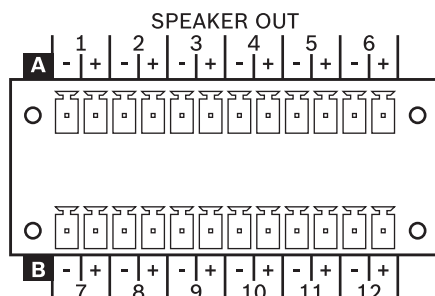 SPEAKER OUT
1 2 3 4 5 6
A - + - + - + - + - + - +
B - + - + - + - + - + - +
7 8 9 10 11 12